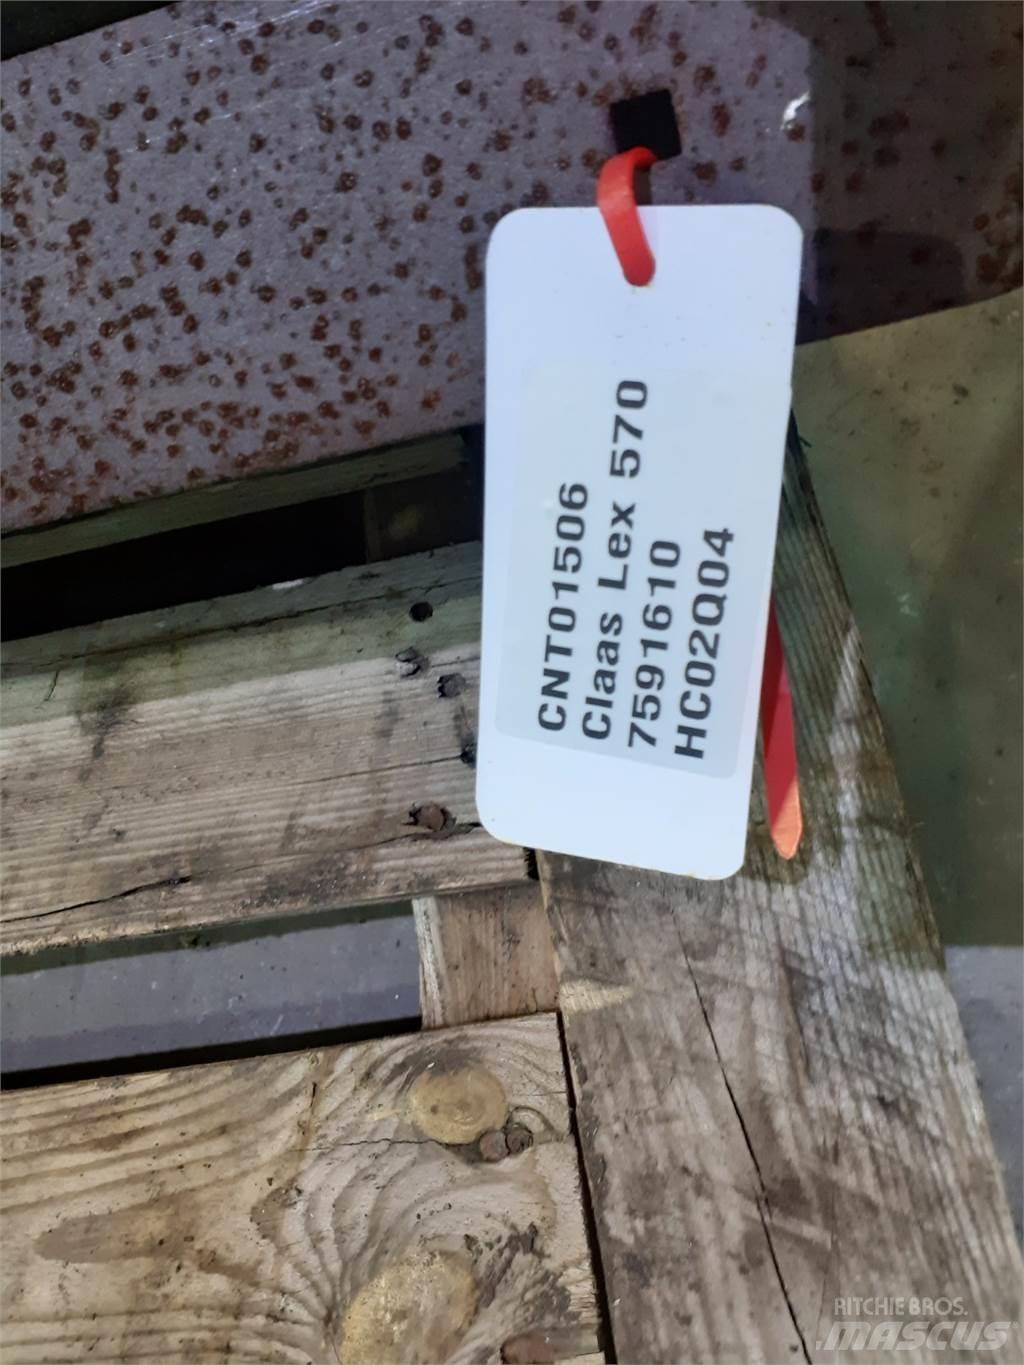 CNT01506
Claas Lex 570
7591610
HC02Q04
RITCHIE BROS.
MASCUS